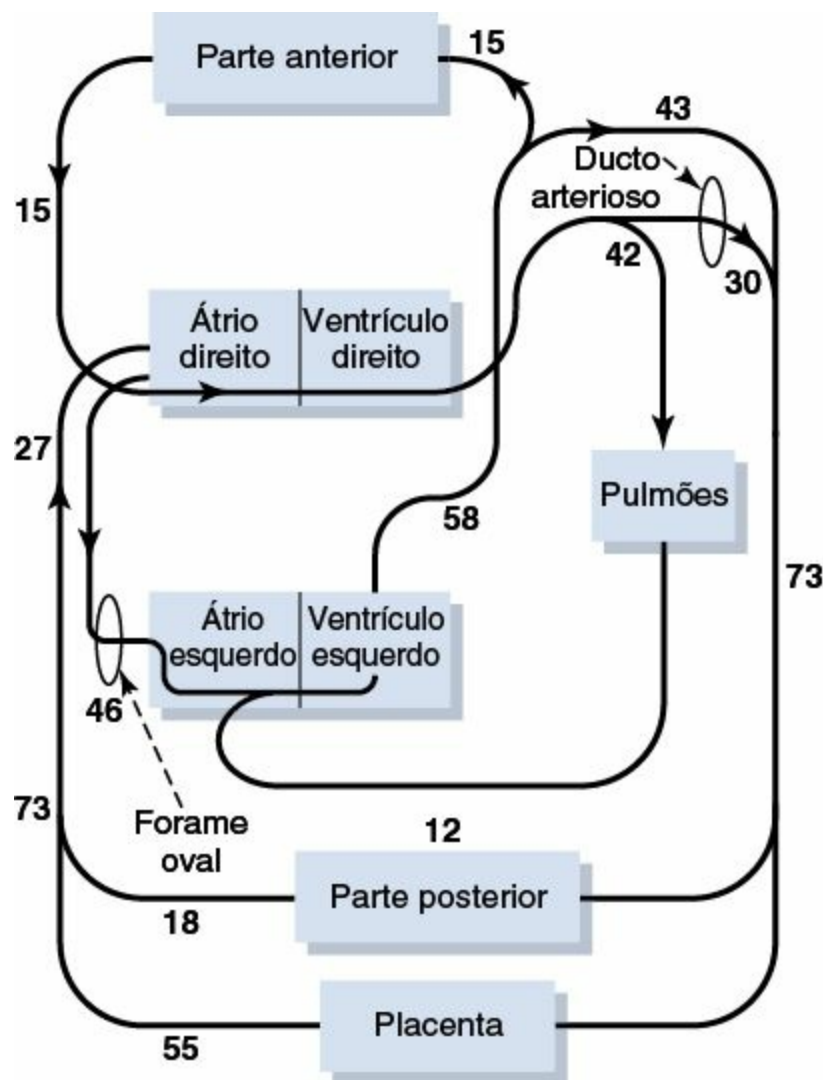 Parte anterior
15
43
Ducto
arterioso
15
42
30
Átrio
direito
Ventrículo
direito
27
Pulmões
58
73
Átrio
esquerdo
Ventrículo
esquerdo
46
73
Forame
oval
12
Parte posterior
18
Placenta
55